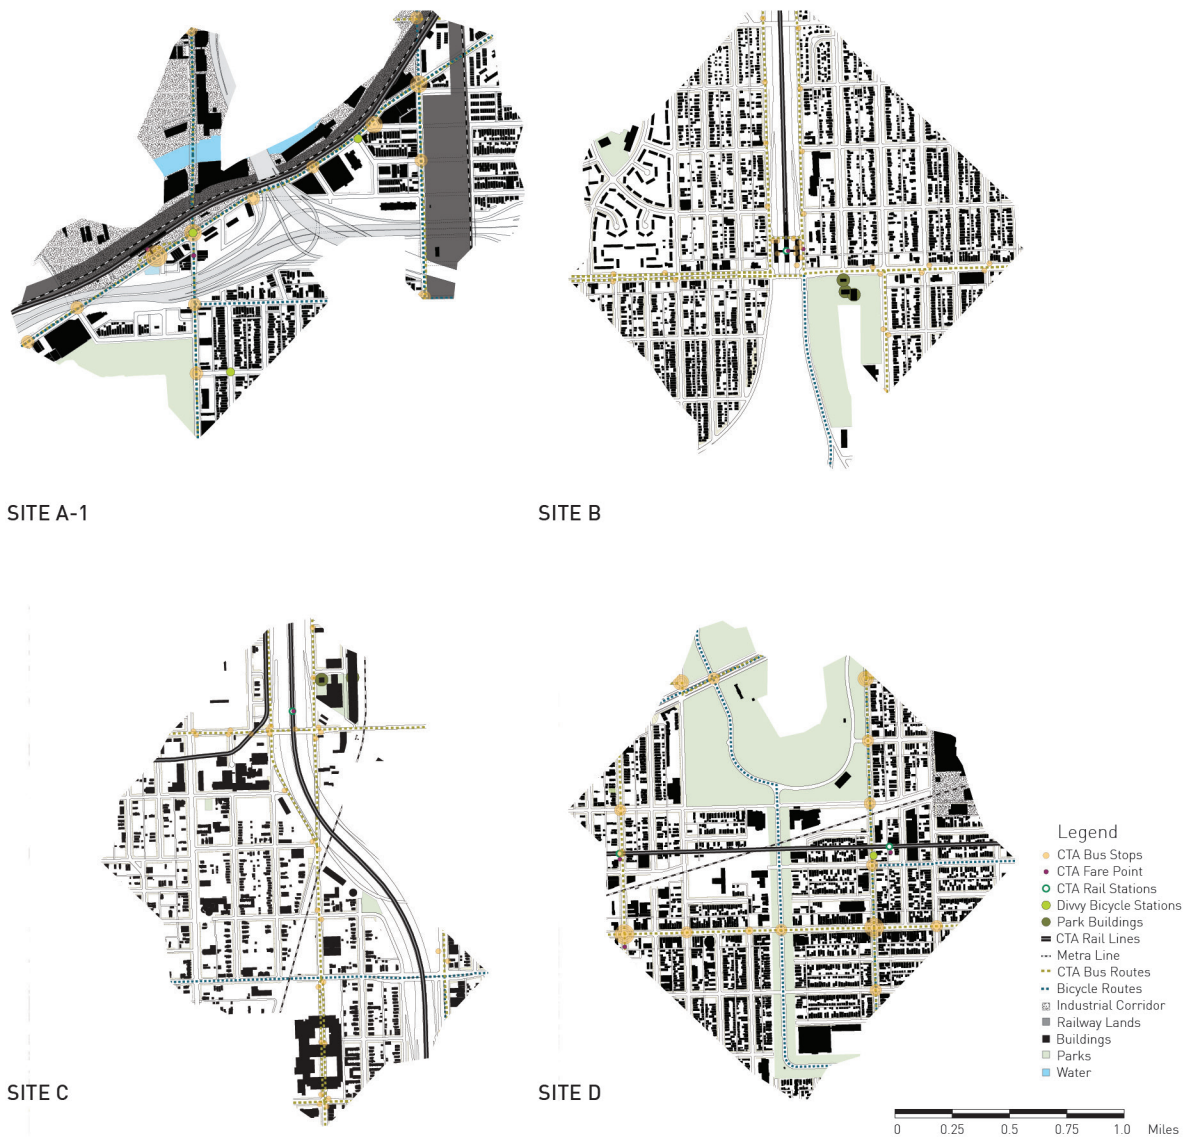 SITE A-1
SITE B
SITE C
SITE D
Legend
CTA Bus Stops
CTA Fare Point
CTA Rail Stations
Divvy Bicycle Stations
Park Buildings
CTA Rail Lines
Metra Line
CTA Bus Routes
Bicycle Routes
Industrial Corridor
Railway Lands
Buildings
Parks
Water
0 0.25 0.5 0.75 1.0 Miles